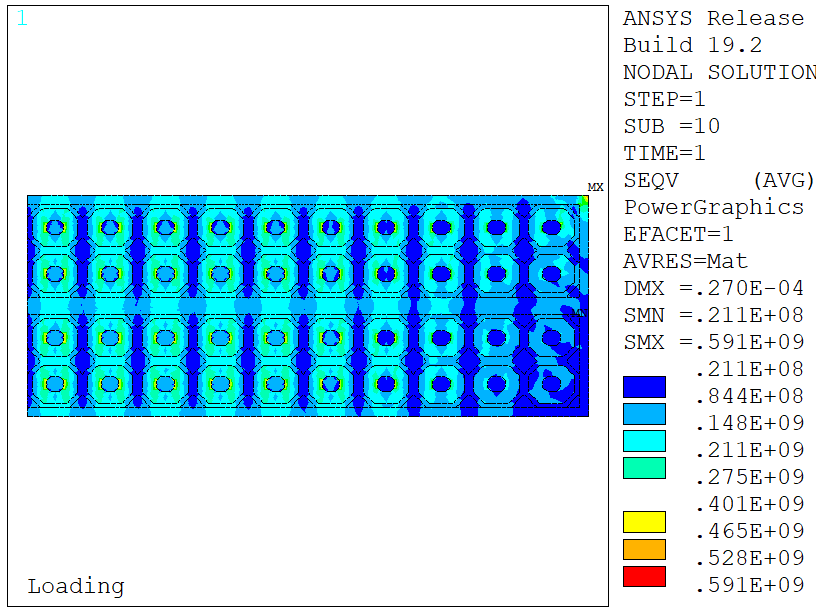 1
ANSYS Release
Build 19.2
NODAL SOLUTION
STEP=1
SUB =10
TIME=1
SEQV (AVG)
PowerGraphics
EFACET=1
AVRES=Mat
DMX =.270E-04
SMN =.211E+08
SMX =.591E+09
.211E+08
.844E+08
.148E+09
.211E+09
.275E+09
.401E+09
.465E+09
.528E+09
.591E+09
MX
Loading